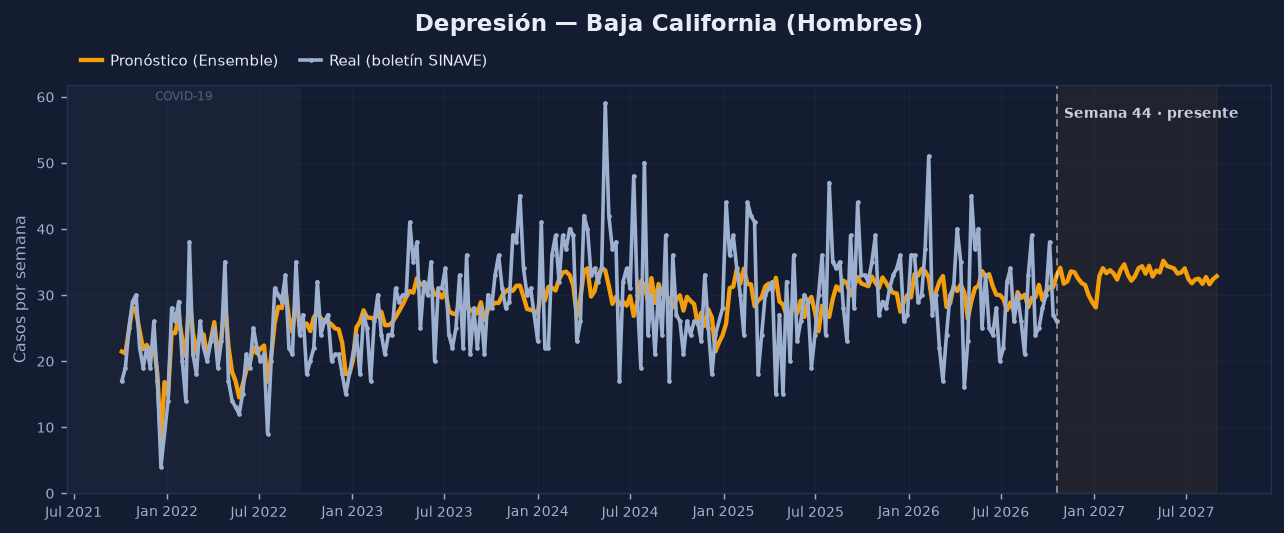 Depresión — Baja California (Hombres)
Pronóstico (Ensemble) Real (boletín SINAVE)
COVID-19
Semana 44 · presente
Casos por semana
60
50
40
30
20
10
0
Jul 2021 Jan 2022 Jul 2022 Jan 2023 Jul 2023 Jan 2024 Jul 2024 Jan 2025 Jul 2025 Jan 2026 Jul 2026 Jan 2027 Jul 2027